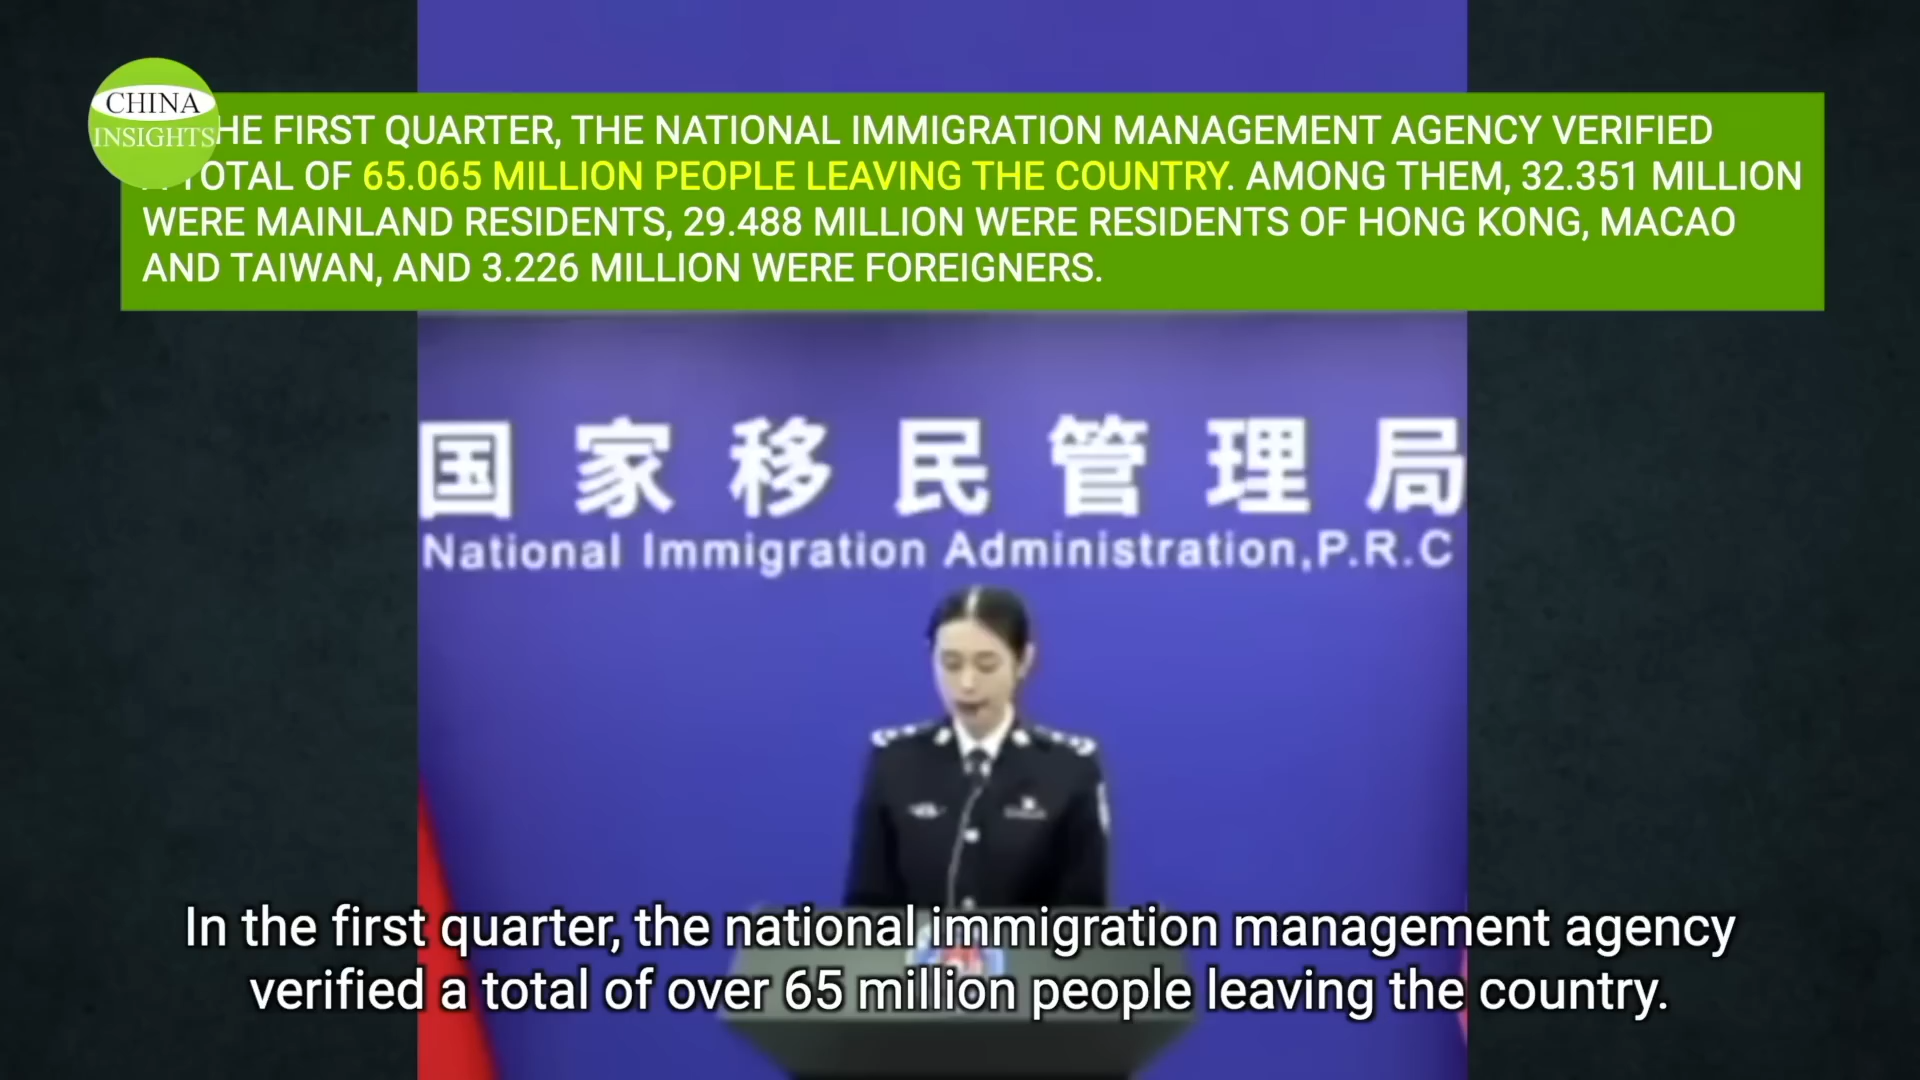 CHINA
INSIGHTS
HE FIRST QUARTER, THE NATIONAL IMMIGRATION MANAGEMENT AGENCY VERIFIED
TOTAL OF 65.065 MILLION PEOPLE LEAVING THE COUNTRY. AMONG THEM, 32.351 MILLION
WERE MAINLAND RESIDENTS, 29.488 MILLION WERE RESIDENTS OF HONG KONG, MACAO
AND TAIWAN, AND 3.226 MILLION WERE FOREIGNERS.
国家移民管理局
National Immigration Administration,P.R.C
In the first quarter, the national immigration management agency
verified a total of over 65 million people leaving the country.